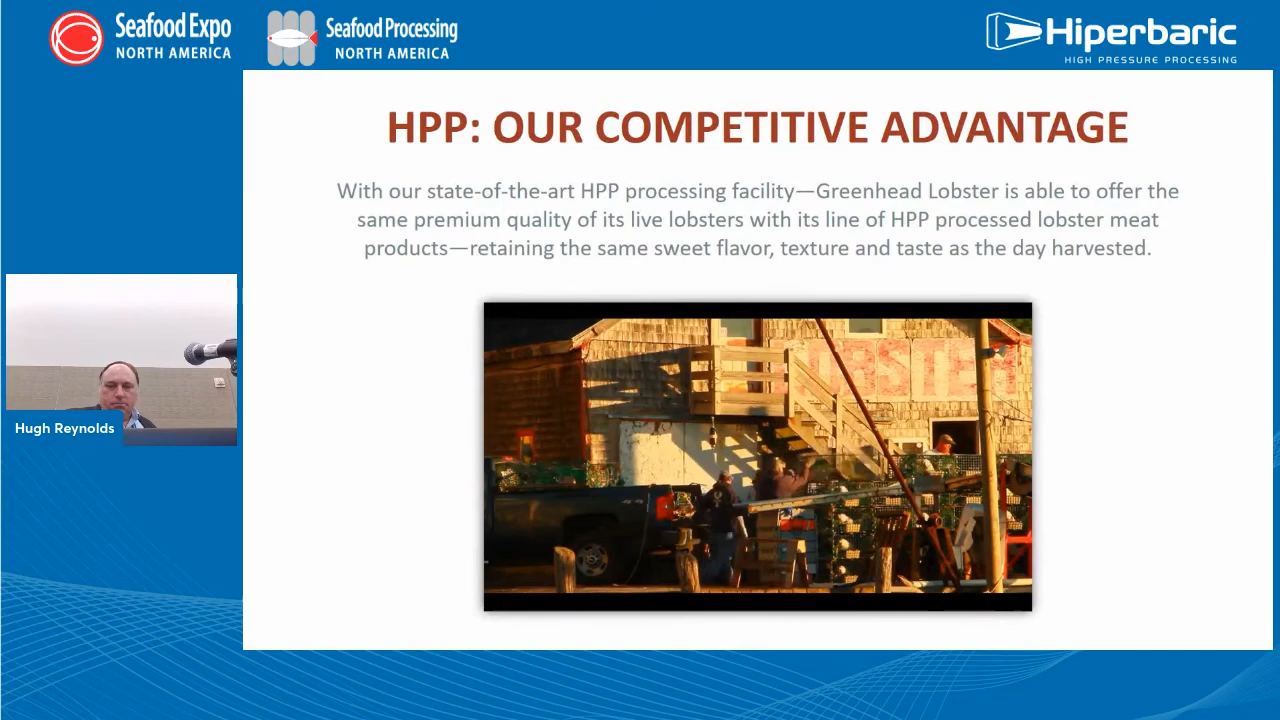 Seafood Expo
NORTH AMERICA
Seafood Processing
NORTH AMERICA
Hiperbaric
HIGH PRESSURE PROCESSING
HPP: OUR COMPETITIVE ADVANTAGE
With our state-of-the-art HPP processing facility—Greenhead Lobster is able to offer the
same premium quality of its live lobsters with its line of HPP processed lobster meat
products—retaining the same sweet flavor, texture and taste as the day harvested.
Hugh Reynolds